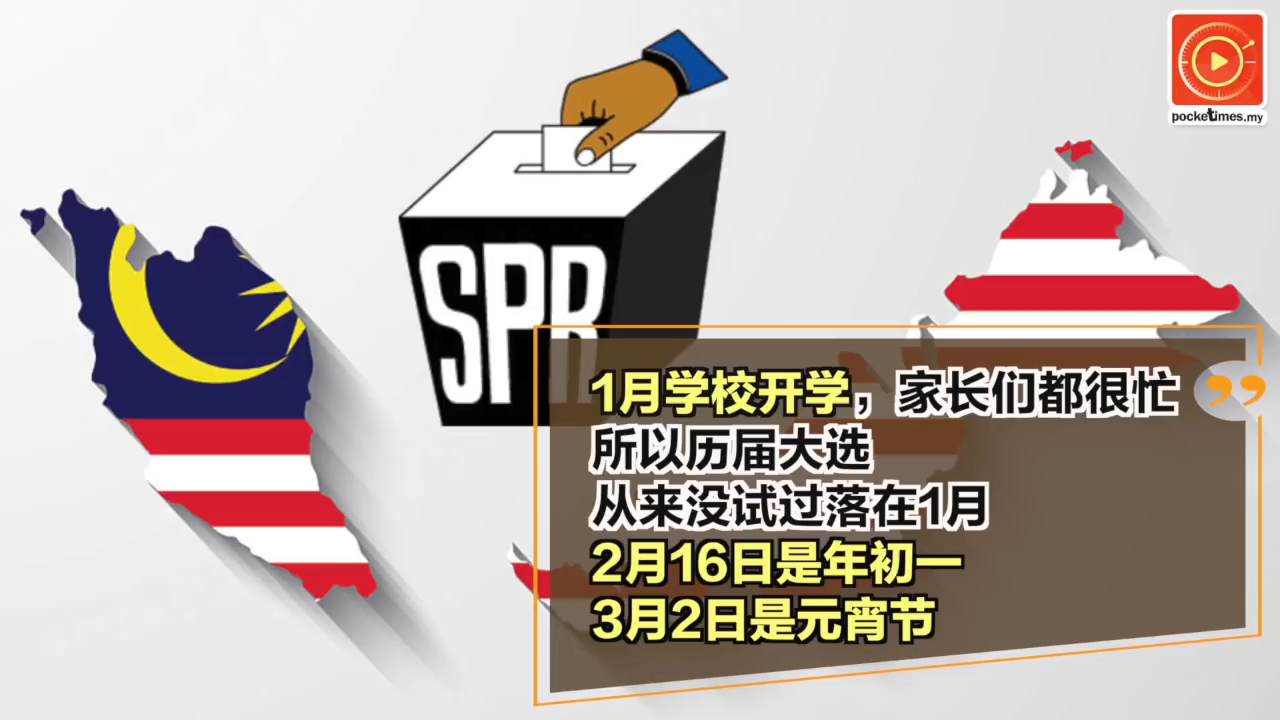 pocketimes.my
SPR
1月学校开学，家长们都很忙
所以历届大选
从来没试过落在1月
2月16日是年初一
3月2日是元宵节